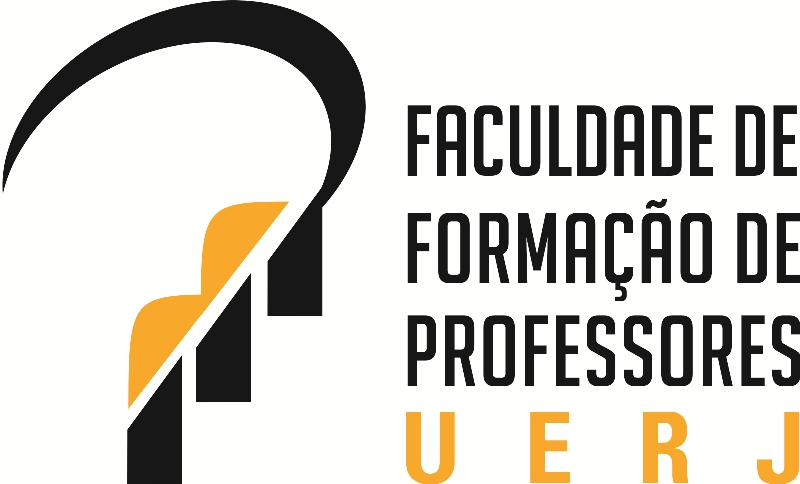 FACULDADE DE
FORMAÇÃO DE
PROFESSORES
UERJ